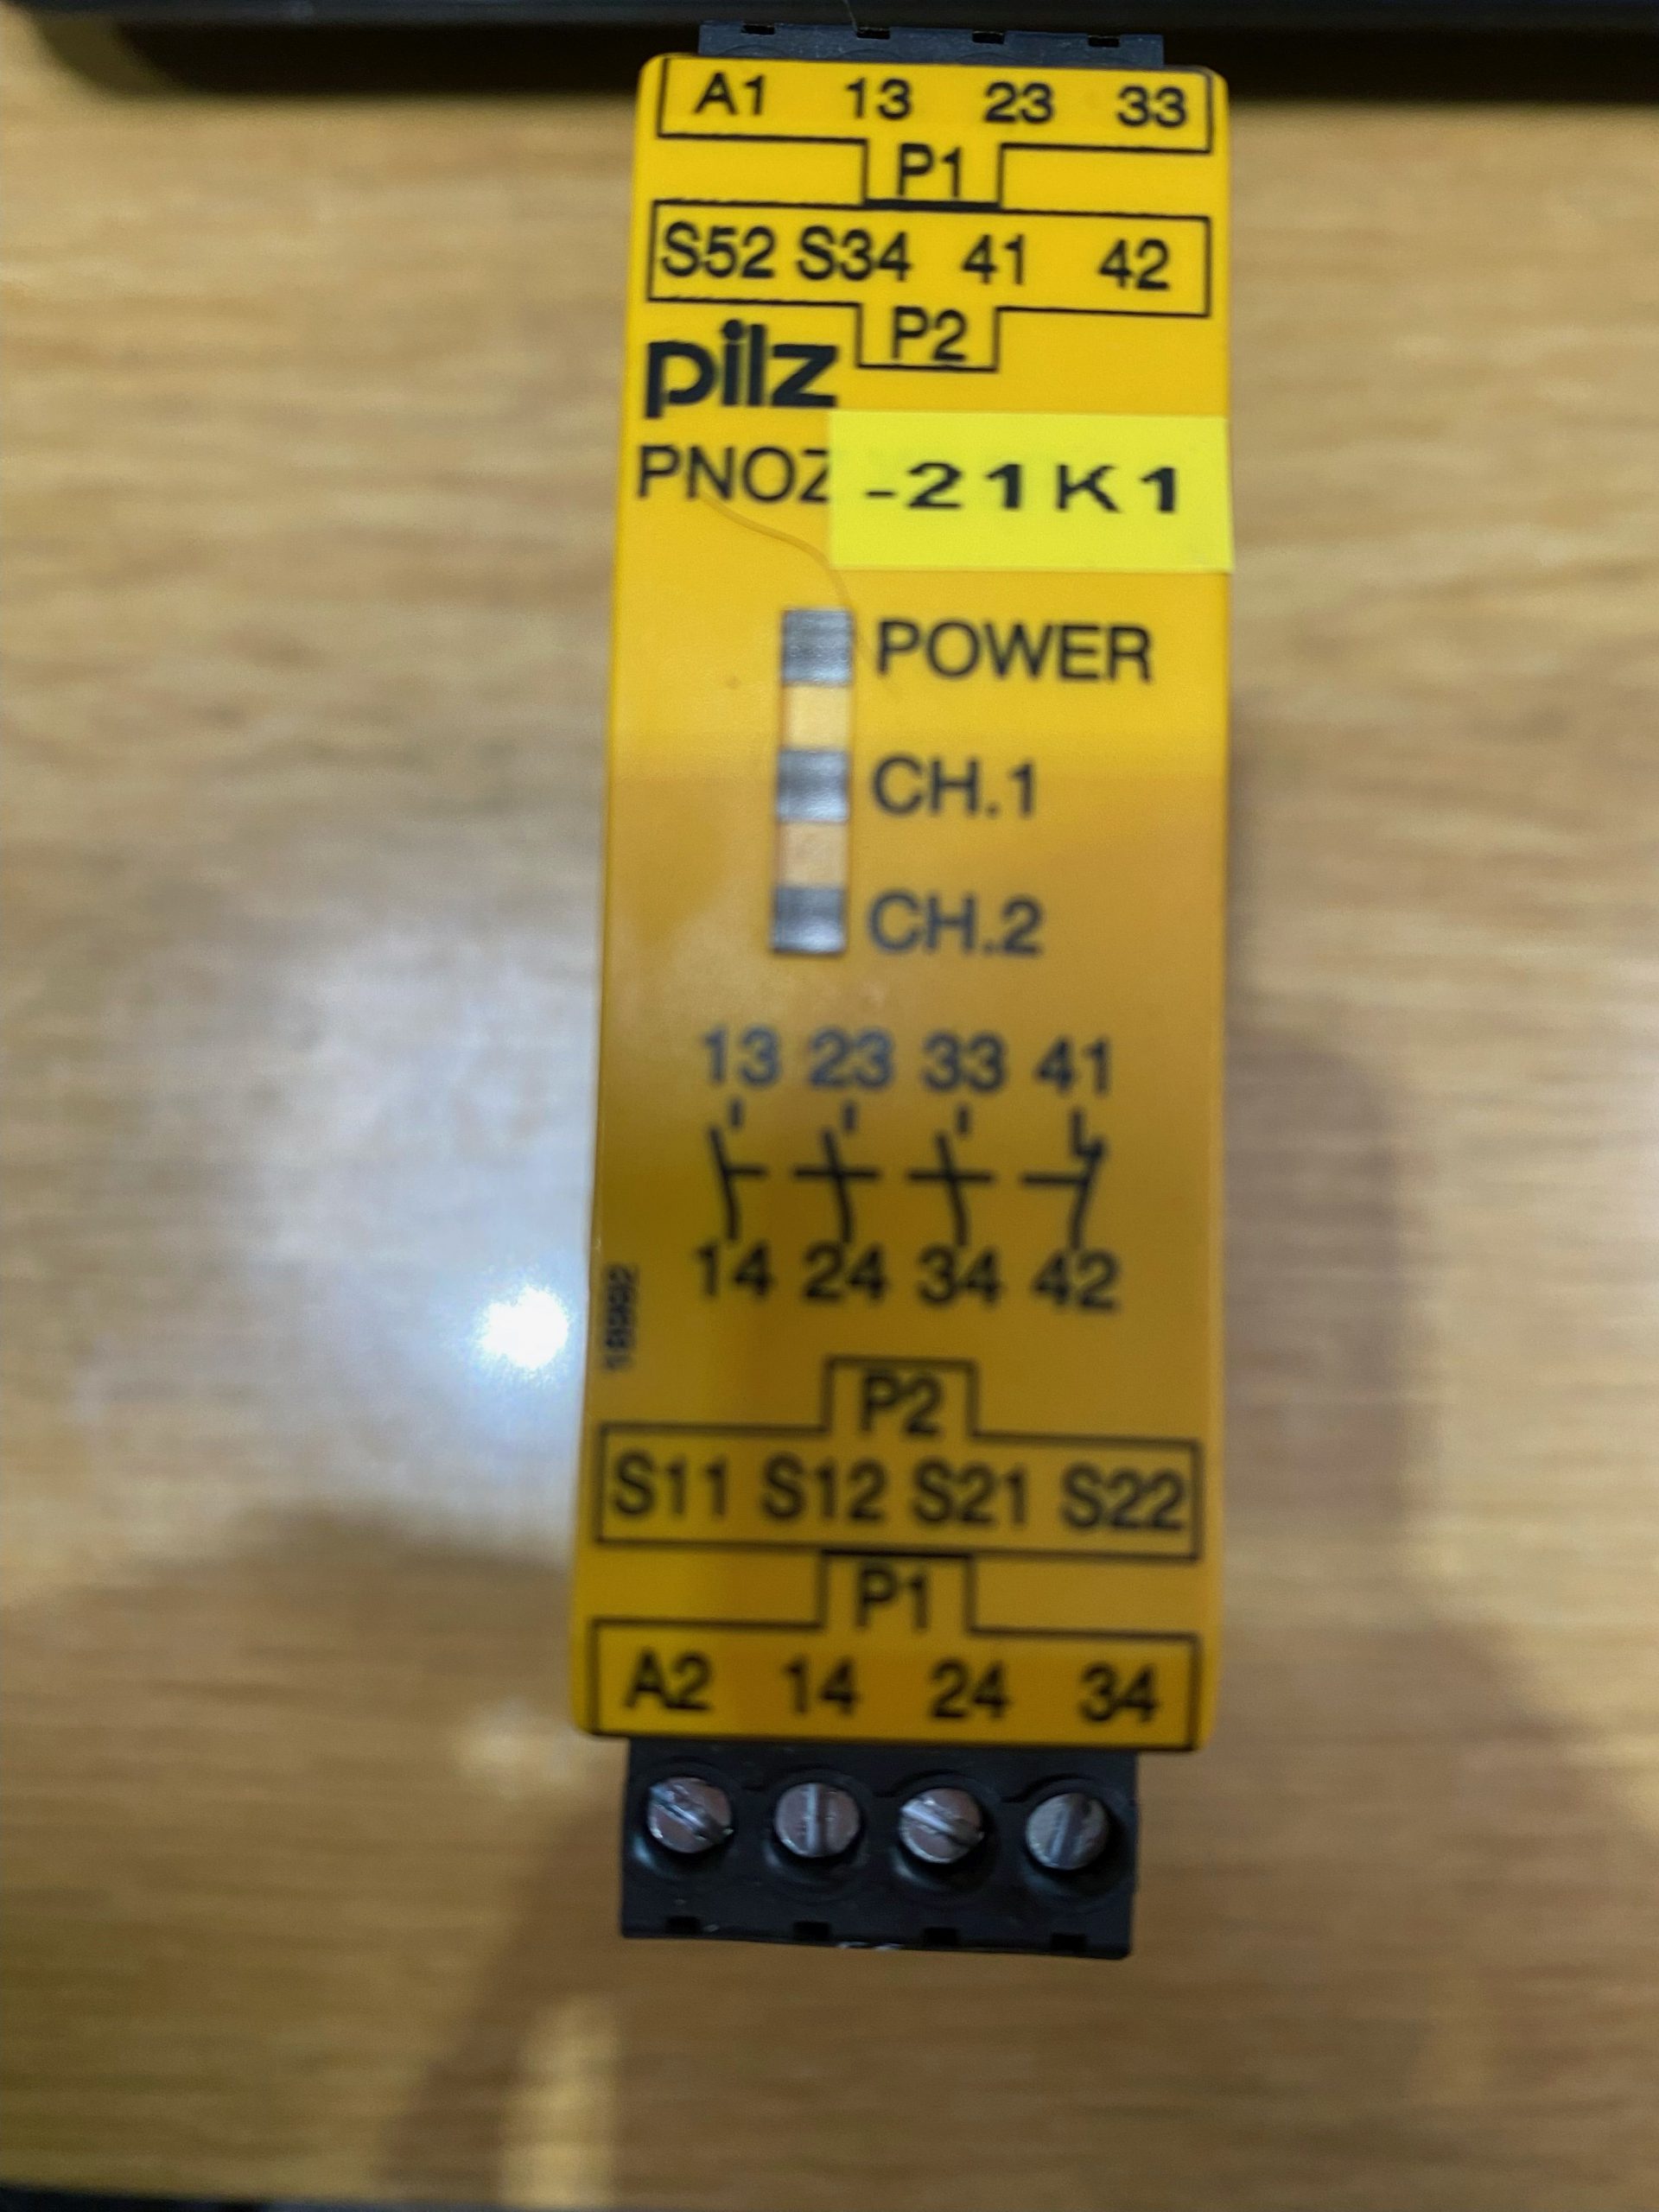 A1 13 23 33
P1
S52 S34 41 42
P2
pilz
PNOZ -21K1
POWER
CH.1
CH.2
13 23 33 41
14 24 34 42
P2
S11 S12 S21 S22
P1
A2 14 24 34